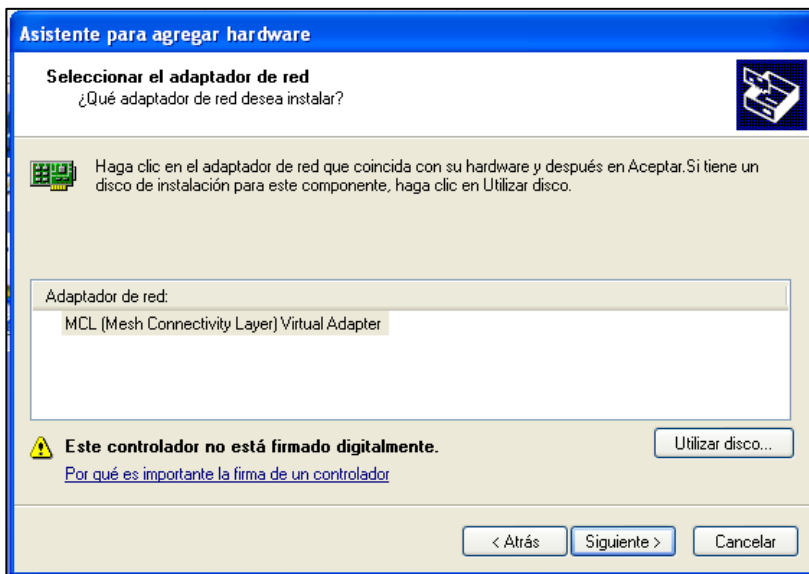 Asistente para agregar hardware
Seleccionar el adaptador de red
¿Qué adaptador de red desea instalar?
Haga clic en el adaptador de red que coincida con su hardware y después en Aceptar.Si tiene un
disco de instalación para este componente, haga clic en Utilizar disco.
Adaptador de red:
MCL (Mesh Connectivity Layer) Virtual Adapter
Este controlador no está firmado digitalmente.
Utilizar disco...
Por qué es importante la firma de un controlador
< Atrás
Siguiente >
Cancelar